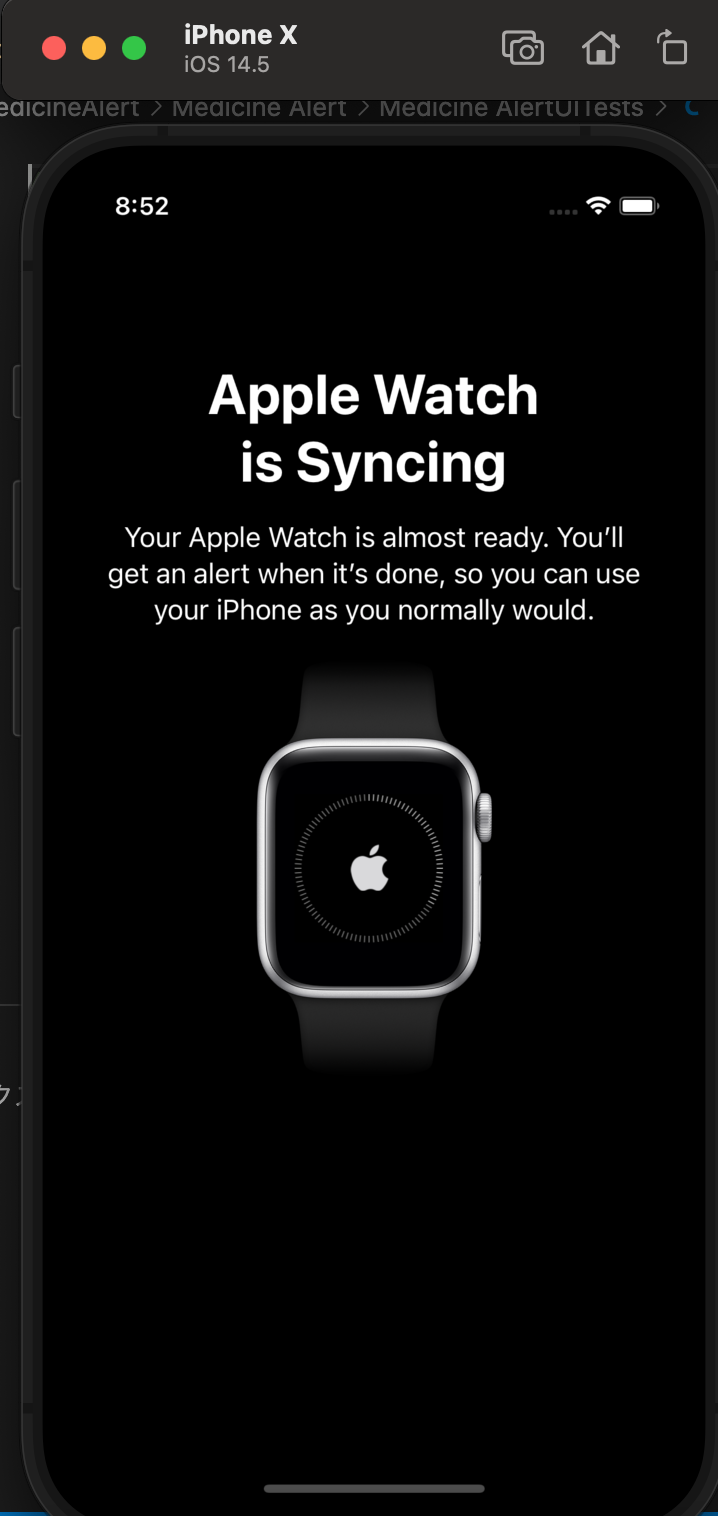 iPhone X
iOS 14.5
Medicine Alert
Medicine AlertUITests
8:52
Apple Watch
is Syncing
Your Apple Watch is almost ready. You’ll
get an alert when it’s done, so you can use
your iPhone as you normally would.